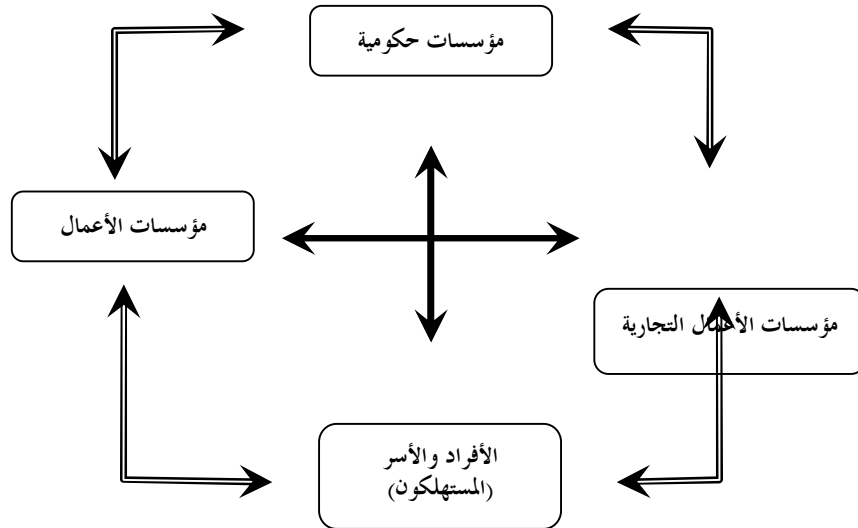 مؤسسات حكومية
مؤسسات الأعمال
مؤسسات الأعمال التجارية
الأفراد والأسر
(المستهلكون)